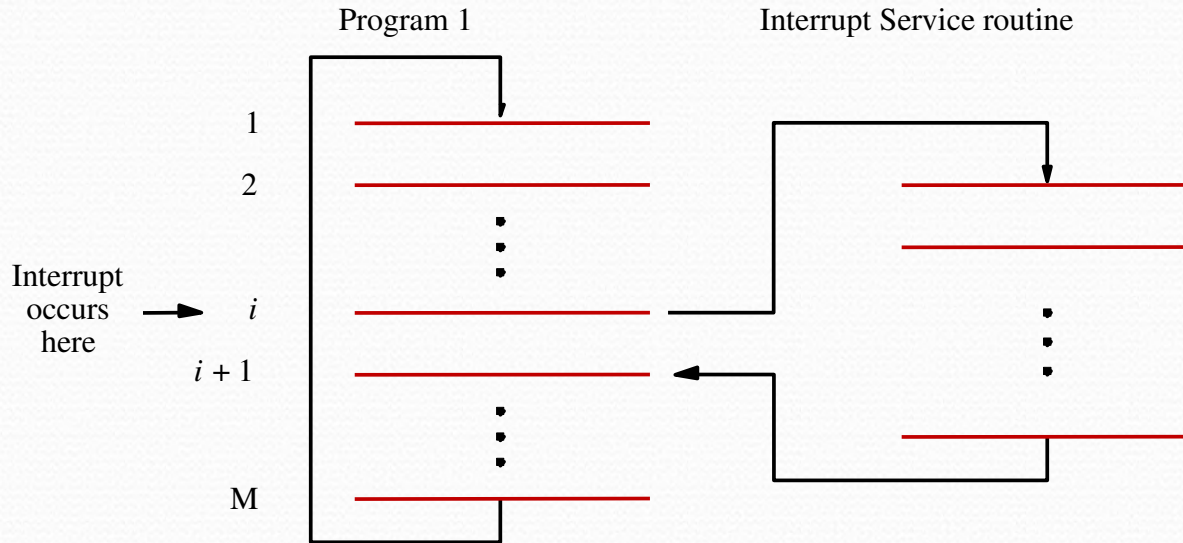 Program 1
Interrupt Service routine
1
2
Interrupt
occurs
here
i
i + 1
M